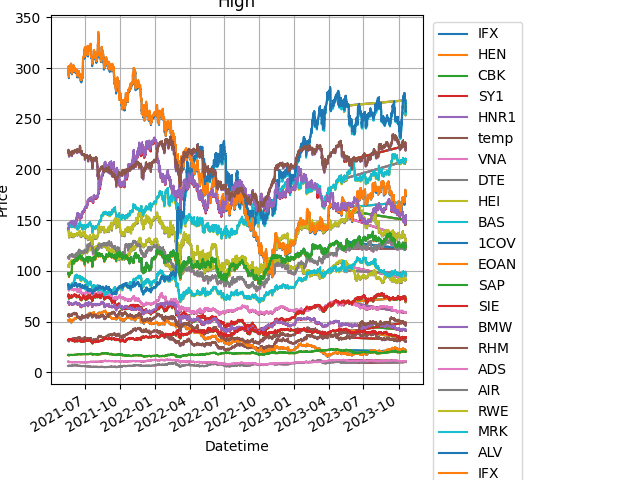 High
350
300
250
200
150
100
50
0
Price
2021-07
2021-10
2022-01
2022-04
2022-07
2022-10
2023-01
2023-04
2023-07
2023-10
Datetime
IFX
HEN
CBK
SY1
HNR1
temp
VNA
DTE
HEI
BAS
1COV
EOAN
SAP
SIE
BMW
RHM
ADS
AIR
RWE
MRK
ALV
IFX